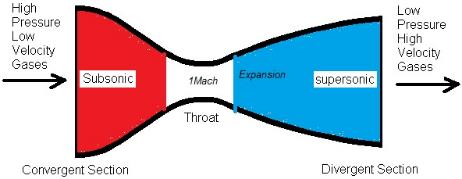 High
Pressure
Low
Velocity
Gases
Subsonic
1Mach
Expansion
supersonic
Low
Pressure
High
Velocity
Gases
Throat
Convergent Section
Divergent Section